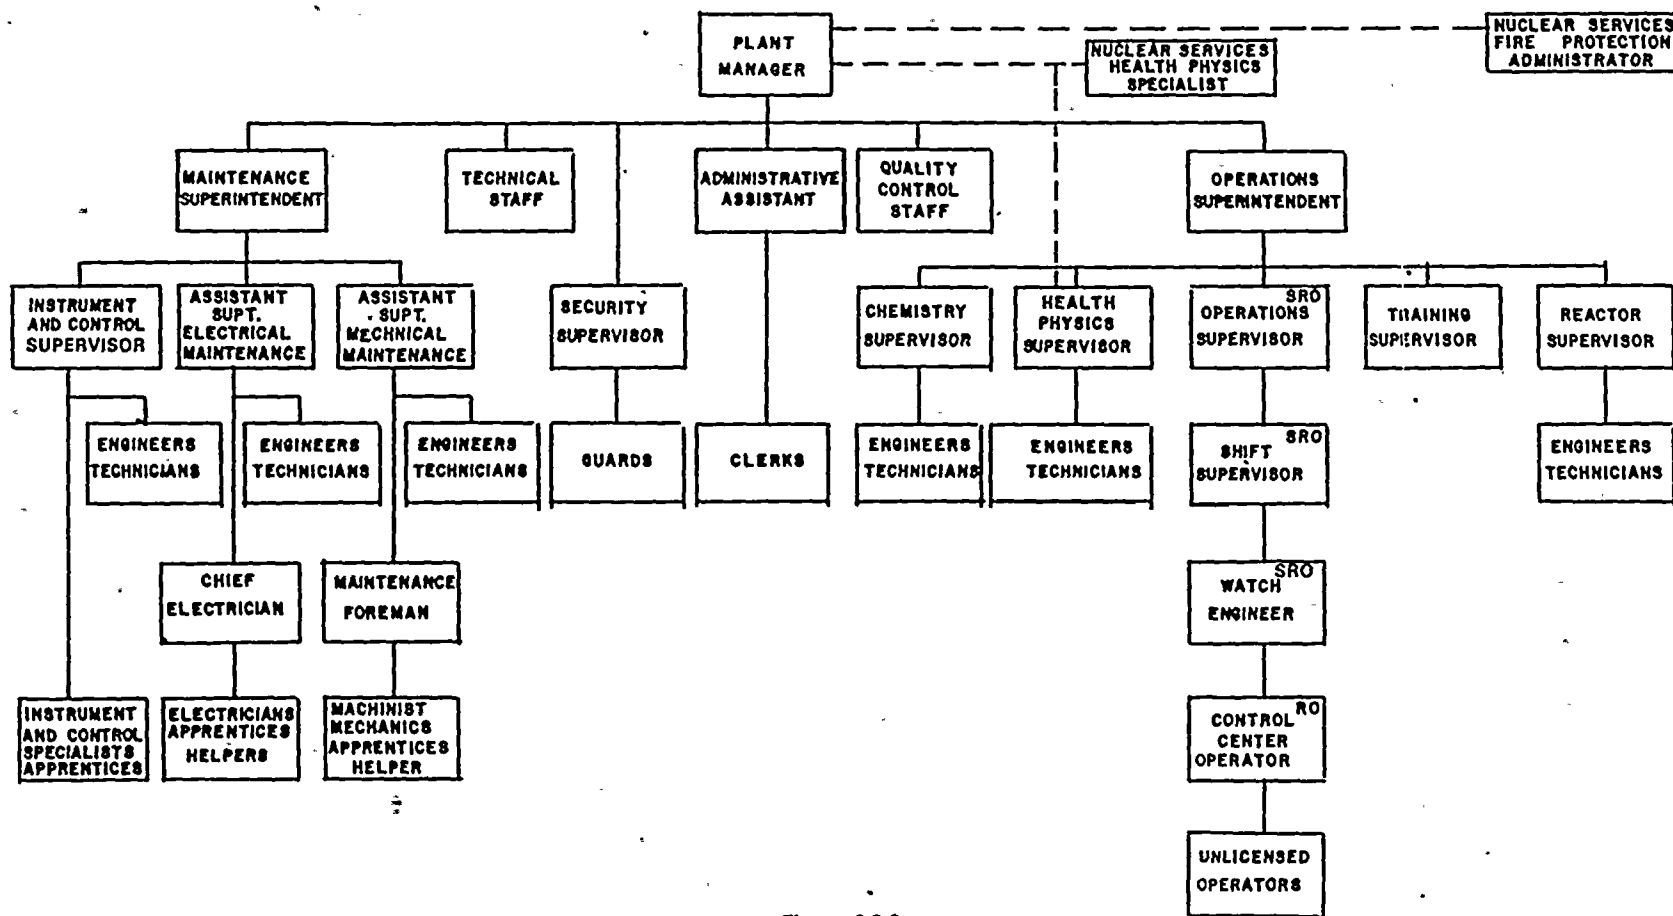 PLANT
MANAGER
NUCLEAR SERVICES
HEALTH PHYSICS
SPECIALIST
NUCLEAR SERVICES
FIRE PROTECTION
ADMINISTRATOR
MAINTENANCE
SUPERINTENDENT
TECHNICAL
STAFF
ADMINISTRATIVE
ASSISTANT
QUALITY
CONTROL
STAFF
OPERATIONS
SUPERINTENDENT
INSTRUMENT
AND CONTROL
SUPERVISOR
ASSISTANT
SUPT.
ELECTRICAL
MAINTENANCE
ASSISTANT
SUPT.
MECHNICAL
MAINTENANCE
SECURITY
SUPERVISOR
CHEMISTRY
SUPERVISOR
HEALTH
PHYSICS
SUPERVISOR
SRO
OPERATIONS
SUPERVISOR
TRAINING
SUPERVISOR
REACTOR
SUPERVISOR
ENGINEERS
TECHNICIANS
ENGINEERS
TECHNICIANS
ENGINEERS
TECHNICIANS
GUARDS
CLERKS
ENGINEERS
TECHNICIANS
ENGINEERS
TECHNICIANS
SRO
SHIFT
SUPERVISOR
ENGINEERS
TECHNICIANS
CHIEF
ELECTRICIAN
MAINTENANCE
FOREMAN
SRO
WATCH
ENGINEER
INSTRUMENT
AND CONTROL
SPECIALISTS
APPRENTICES
ELECTRICIANS
APPRENTICES
HELPERS
MACHINIST
MECHANICS
APPRENTICES
HELPER
RO
CONTROL
CENTER
OPERATOR
UNLICENSED
OPERATORS